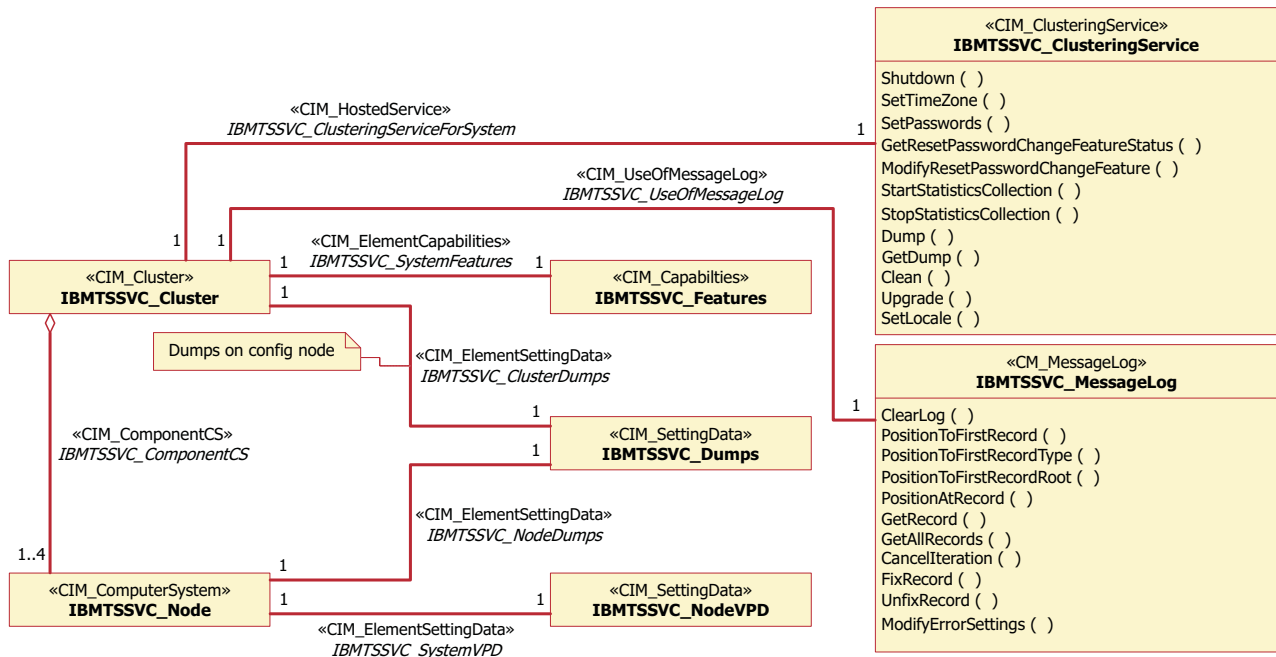 «CIM_ClusteringService»
IBMTSSVC_ClusteringService
Shutdown ( )
SetTimeZone ( )
SetPasswords ( )
GetResetPasswordChangeFeatureStatus ( )
ModifyResetPasswordChangeFeature ( )
StartStatisticsCollection ( )
StopStatisticsCollection ( )
Dump ( )
GetDump ( )
Clean ( )
Upgrade ( )
SetLocale ( )
«CIM_HostedService»
IBMTSSVC_ClusteringServiceForSystem
1
1
«CIM_UseOfMessageLog»
IBMTSSVC_UseOfMessageLog
1
1
«CIM_ElementCapabilities»
IBMTSSVC_SystemFeatures
1
1
«CIM_Cluster»
IBMTSSVC_Cluster
«CIM_Capabilties»
IBMTSSVC_Features
1
Dumps on config node
«CIM_ElementSettingData»
IBMTSSVC_ClusterDumps
1
«CM_MessageLog»
IBMTSSVC_MessageLog
ClearLog ( )
PositionToFirstRecord ( )
PositionToFirstRecordType ( )
PositionToFirstRecordRoot ( )
PositionAtRecord ( )
GetRecord ( )
GetAllRecords ( )
CancelIteration ( )
FixRecord ( )
UnfixRecord ( )
ModifyErrorSettings ( )
«CIM_ComponentCS»
IBMTSSVC_ComponentCS
«CIM_SettingData»
IBMTSSVC_Dumps
1
«CIM_ElementSettingData»
IBMTSSVC_NodeDumps
1..4
1
«CIM_ComputerSystem»
IBMTSSVC_Node
«CIM_SettingData»
IBMTSSVC_NodeVPD
1
1
«CIM_ElementSettingData»
IBMTSSVC_SystemVPD